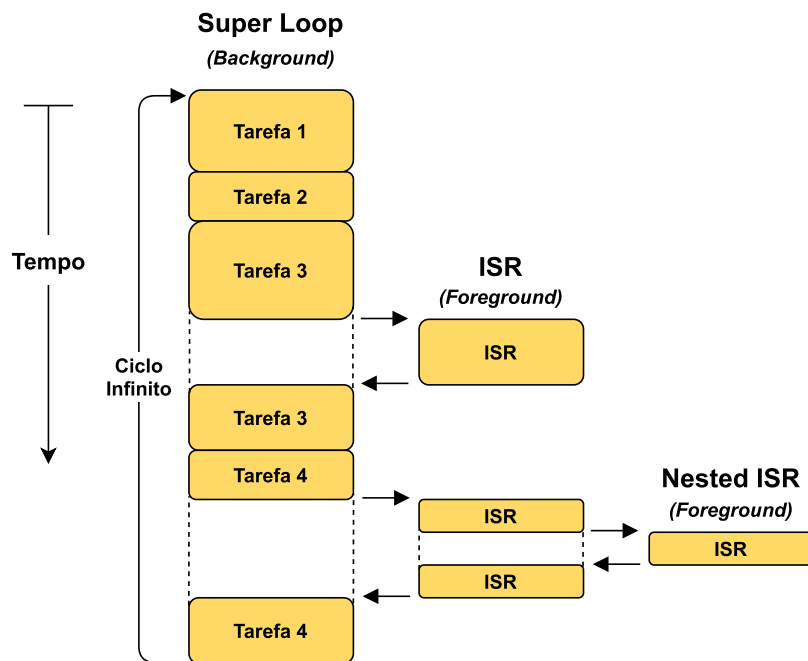 Super Loop
(Background)
Tarefa 1
Tarefa 2
Tempo
Tarefa 3
ISR
(Foreground)
ISR
Ciclo
Infinito
Tarefa 3
Tarefa 4
Nested ISR
(Foreground)
ISR
ISR
ISR
Tarefa 4